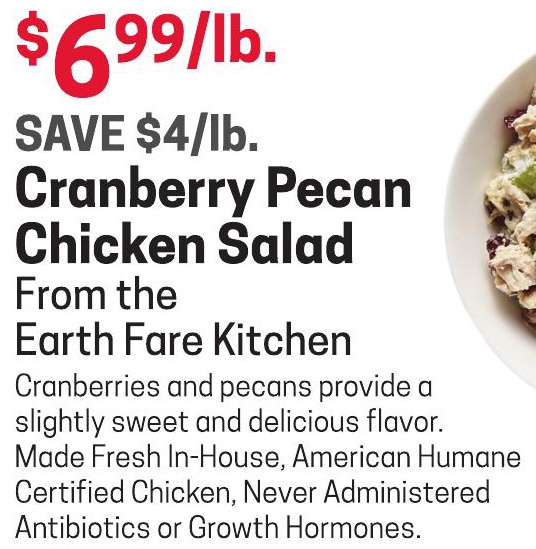 $6.99/lb.
SAVE $4/lb.
Cranberry Pecan
Chicken Salad
From the
Earth Fare Kitchen
Cranberries and pecans provide a
slightly sweet and delicious flavor.
Made Fresh In-House, American Humane
Certified Chicken, Never Administered
Antibiotics or Growth Hormones.